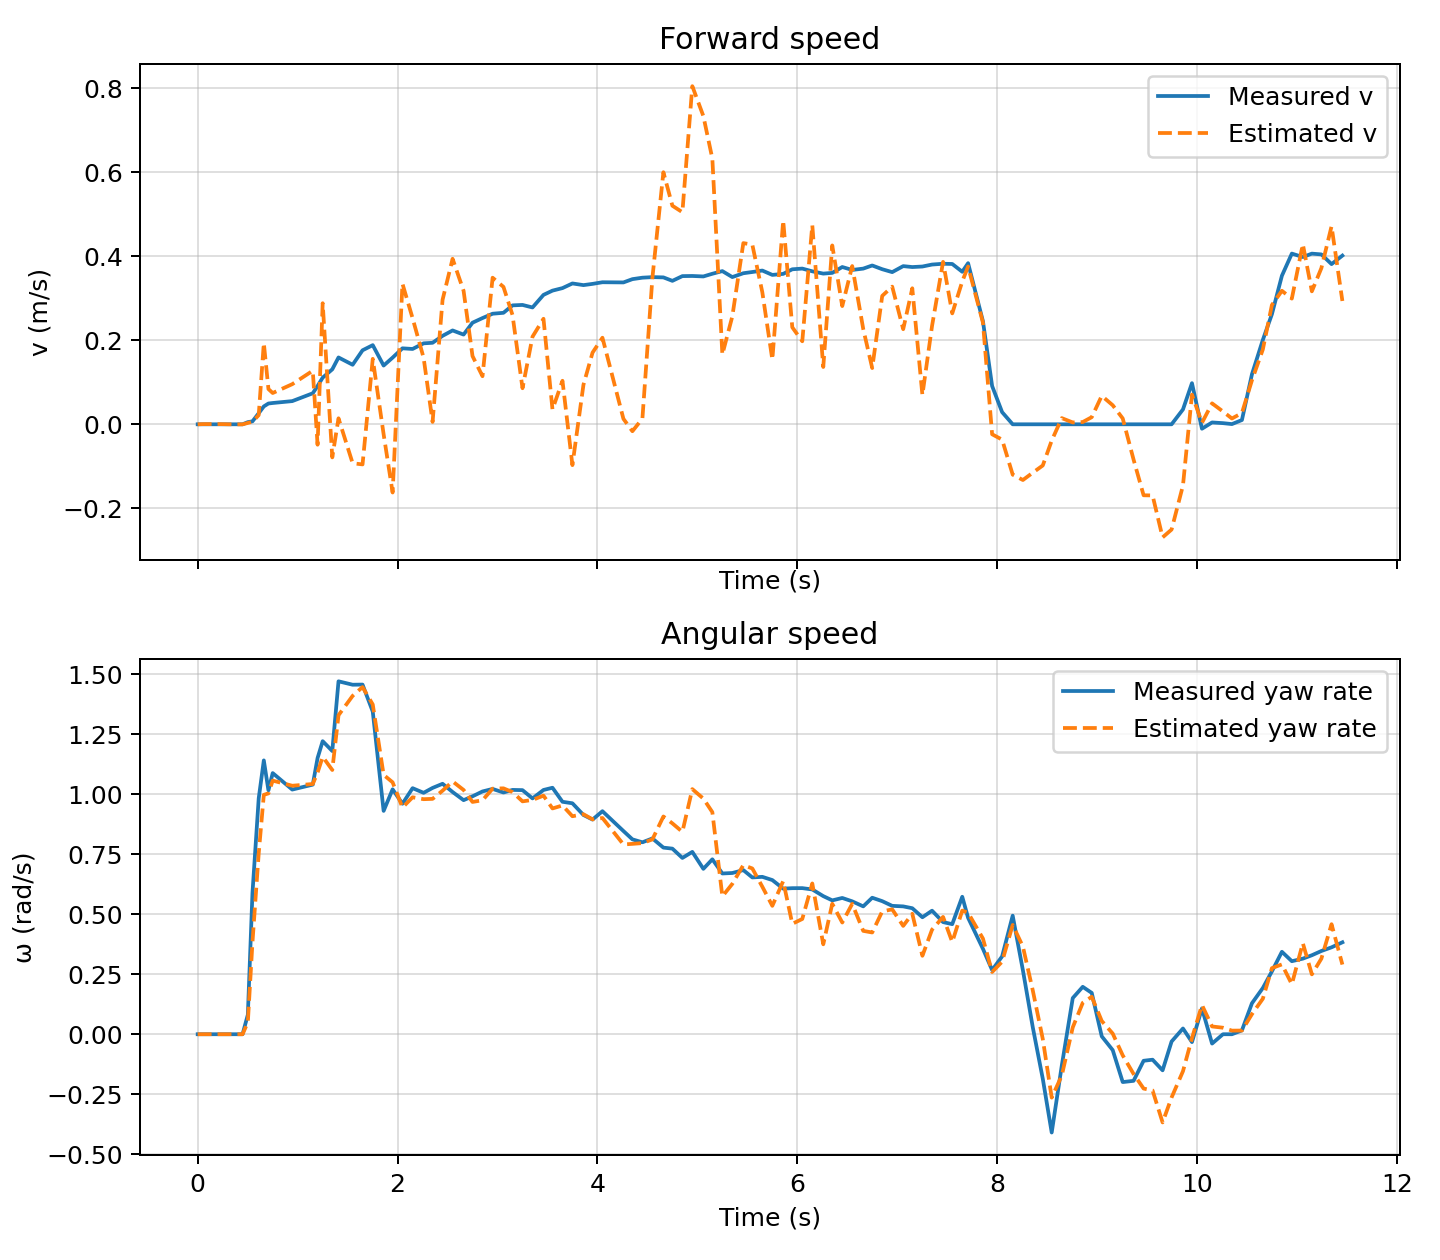 Forward speed
0.8
0.6
0.4
0.2
0.0
−0.2
v (m/s)
Measured v
Estimated v
Time (s)
Angular speed
1.50
1.25
1.00
0.75
0.50
0.25
0.00
−0.25
−0.50
ω (rad/s)
Measured yaw rate
Estimated yaw rate
0 2 4 6 8 10 12
Time (s)